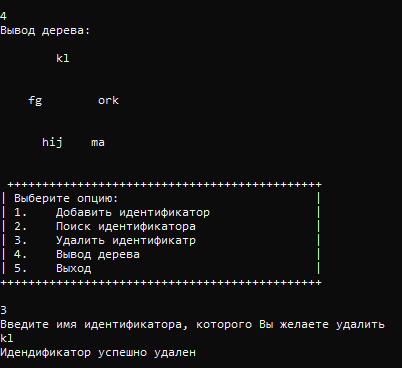 4
Вывод дерева:
kl
fg ork
hij ma
+++++++++++++++++++++++++++++++++++++++++++++
| Выберите опцию: |
| 1. Добавить идентификатор |
| 2. Поиск идентификатора |
| 3. Удалить идентификатр |
| 4. Вывод дерева |
| 5. Выход |
++++++++++++++++++++++++++++++++++++++++++++++
3
Введите имя идентификатора, которого Вы желаете удалить
kl
Идендификатор успешно удален